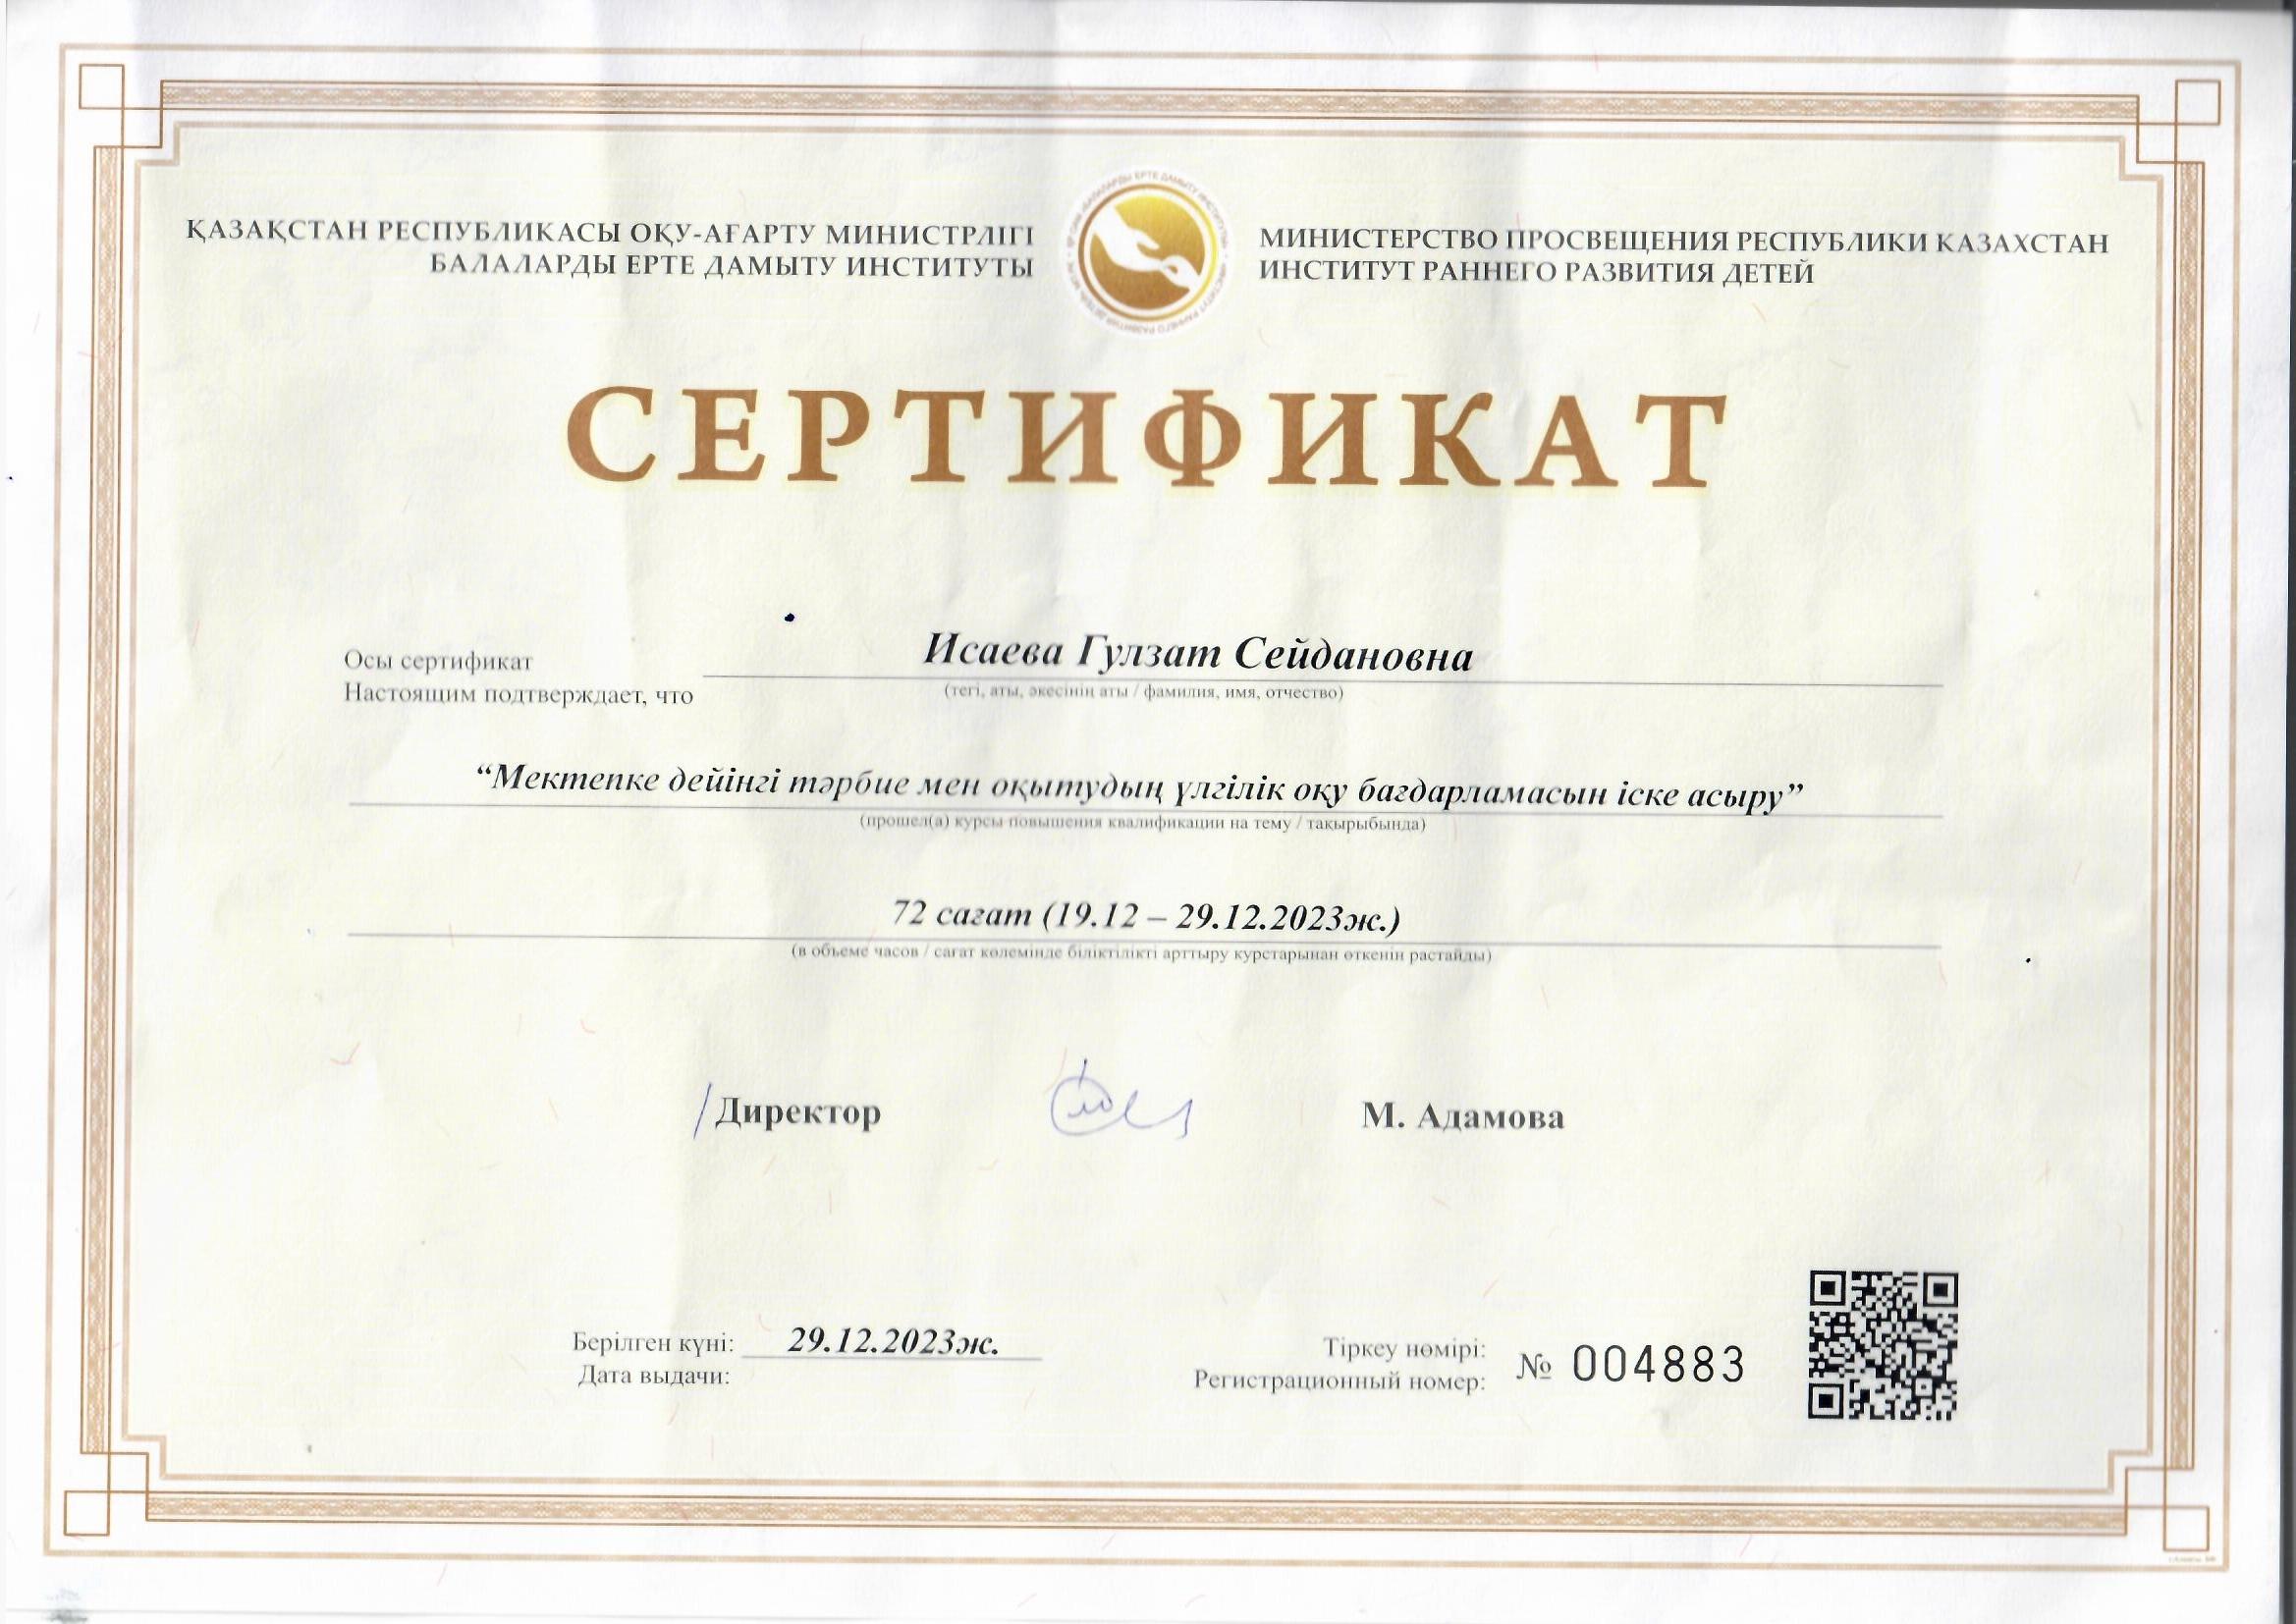 ҚАЗАҚСТАН РЕСПУБЛИКАСЫ ОҚУ-АҒАРТУ МИНИСТРЛІГІ
БАЛАЛАРДЫ ЕРТЕ ДАМЫТУ ИНСТИТУТЫ
МИНИСТЕРСТВО ПРОСВЕЩЕНИЯ РЕСПУБЛИКИ КАЗАХСТАН
ИНСТИТУТ РАННЕГО РАЗВИТИЯ ДЕТЕЙ
СЕРТИФИКАТ
Осы сертификат
Исаева Гулзат Сейдановна
Настоящим подтверждает, что
(тегі, аты, әкесінің аты / фамилия, имя, отчество)
“Мектепке дейінгі тәрбие мен оқытудың үлгілік оқу бағдарламасын іске асыру”
(прошел(а) курсы повышения квалификации на тему / тақырыбында)
72 сағат (19.12 – 29.12.2023ж.)
(в объеме часов / сағат көлемінде біліктілікті арттыру курстарынан өткенін растайды)
/Директор
М. Адамова
Берілген күні: 29.12.2023ж.
Дата выдачи:
Тіркеу нөмірі:
Регистрационный номер:
№ 004883